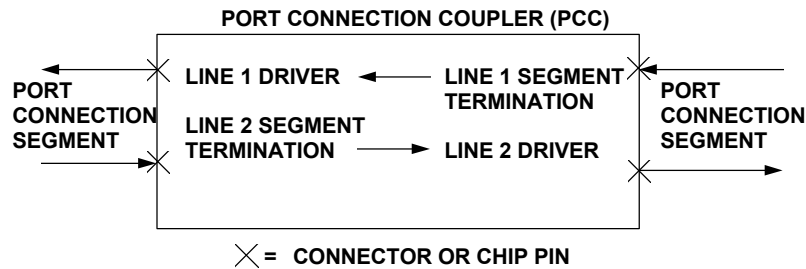 PORT CONNECTION COUPLER (PCC)
LINE 1 DRIVER
LINE 1 SEGMENT
TERMINATION
PORT
CONNECTION
SEGMENT
LINE 2 SEGMENT
TERMINATION
LINE 2 DRIVER
PORT
CONNECTION
SEGMENT
= CONNECTOR OR CHIP PIN